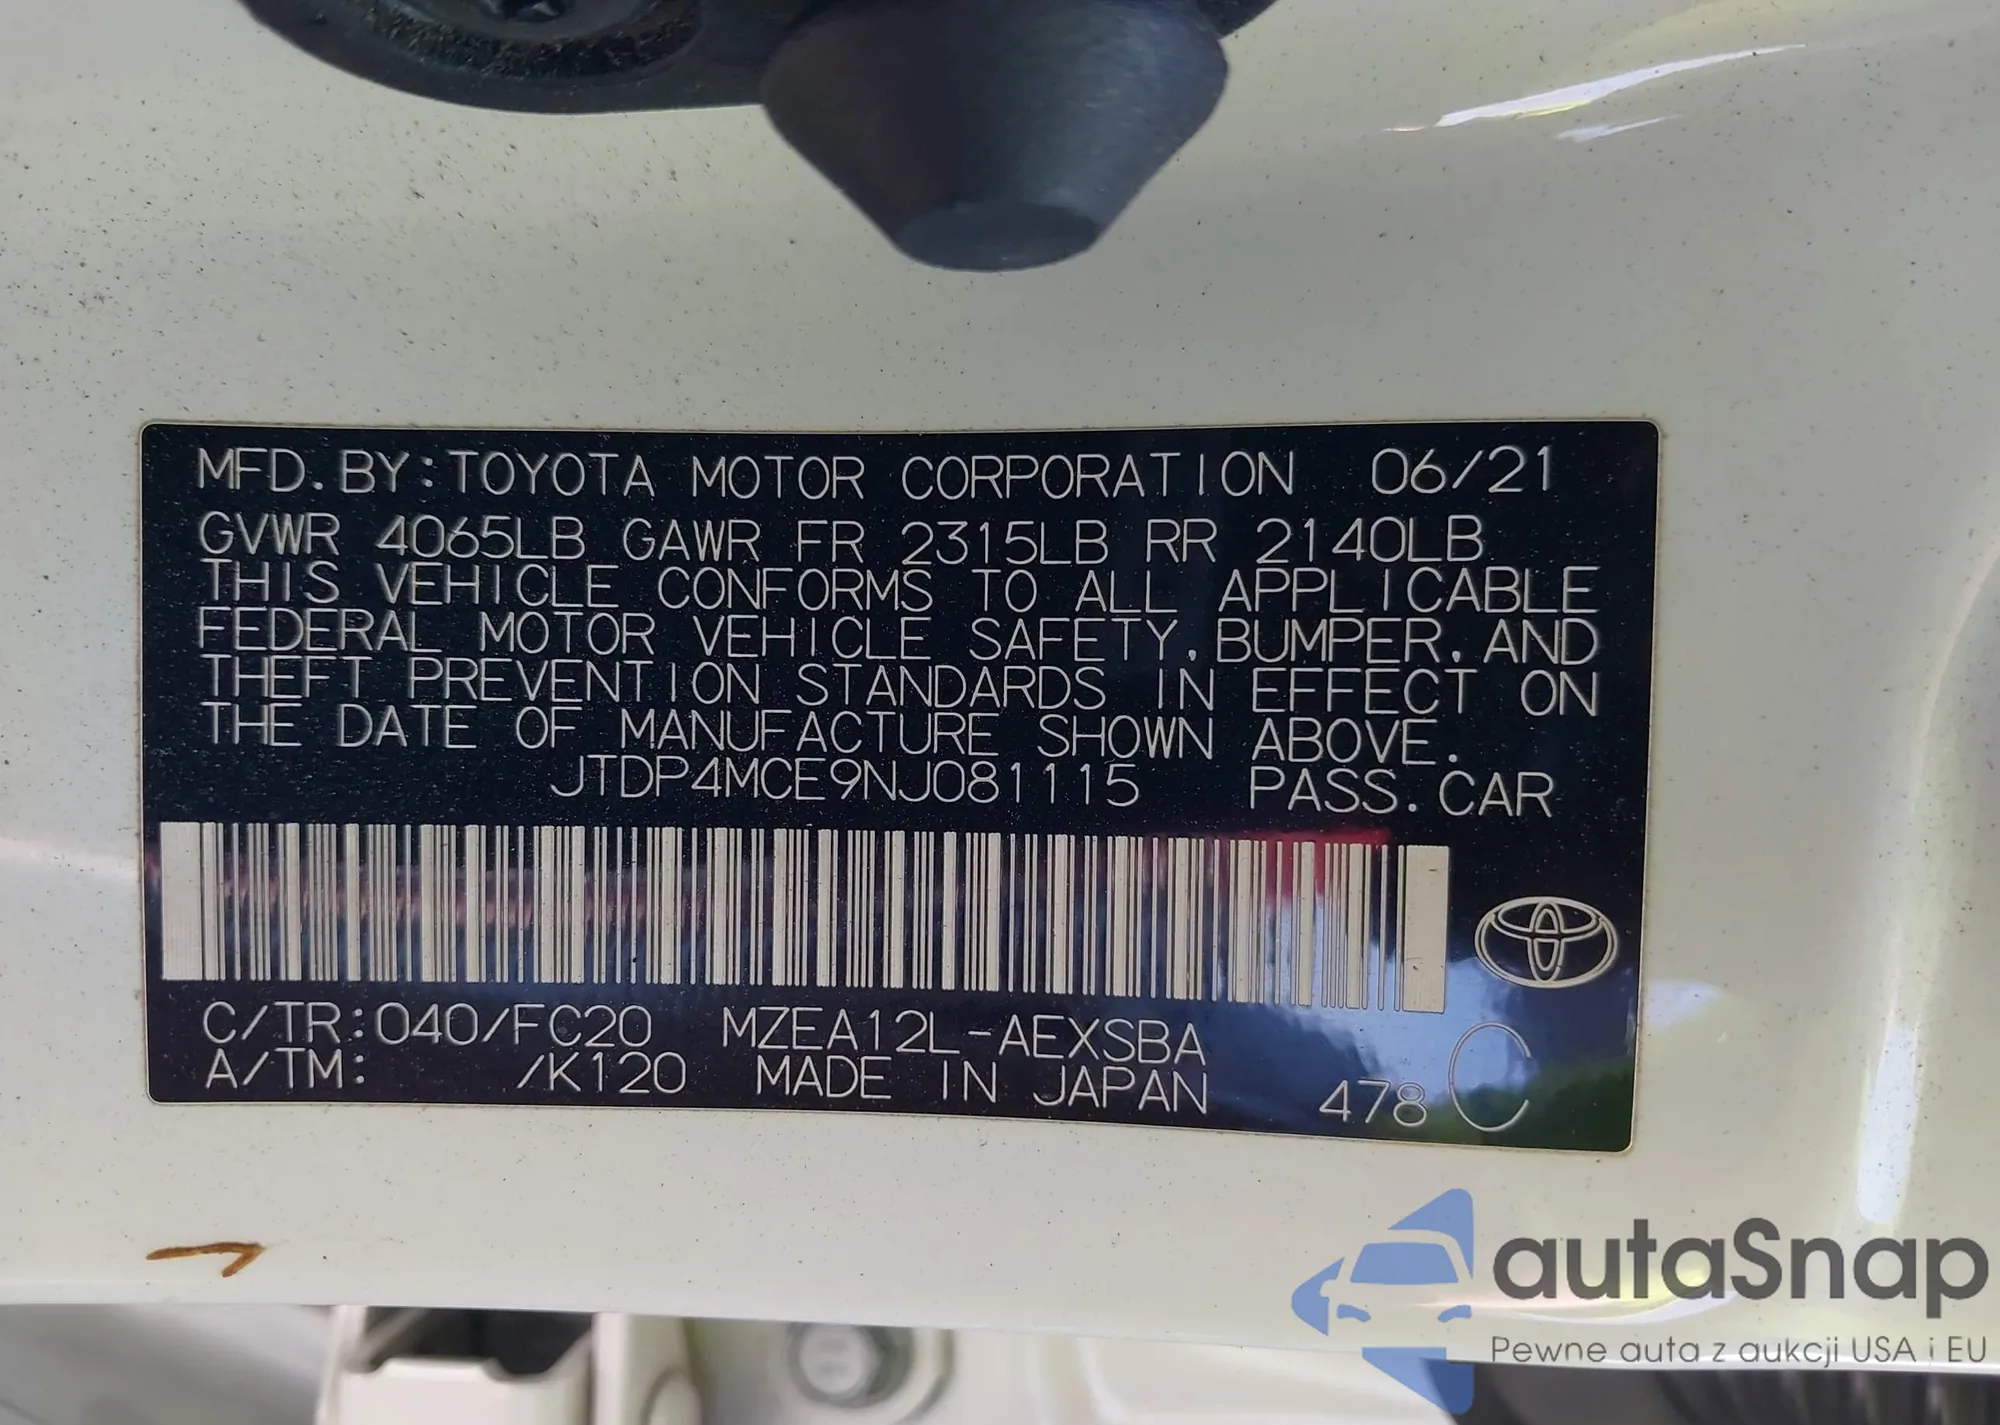 MFD. BY: TOYOTA MOTOR CORPORATION 06/21
GVWR 4065LB GAWR FR 2315LB RR 2140LB
THIS VEHICLE CONFORMS TO ALL APPLICABLE
FEDERAL MOTOR VEHICLE SAFETY, BUMPER, AND
THEFT PREVENTION STANDARDS IN EFFECT ON
THE DATE OF MANUFACTURE SHOWN ABOVE.
JTDP4MCE9NJ081115 PASS. CAR
C/TR: 040/FC20 MZEA12L-AEXSBA
A/TM: /K120 MADE IN JAPAN 478 C
autaSnap
Pewne auta z aukcji USA i EU